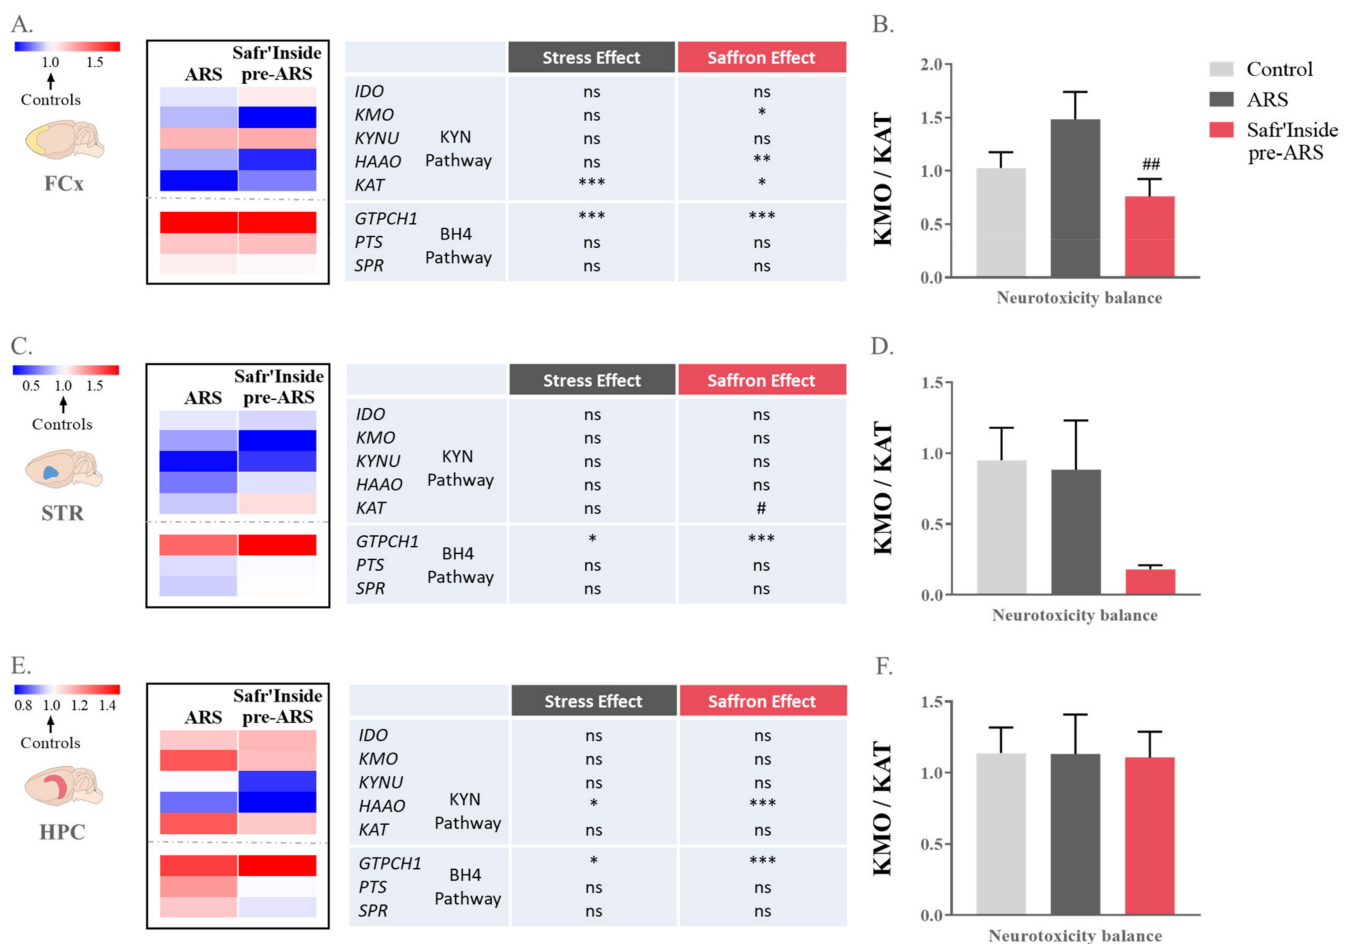 A.
1.0 1.5
Controls
FCx
ARS
Safr'Inside
pre-ARS
Stress Effect Saffron Effect
IDO ns ns
KMO ns *
KYNU ns ns
KYN
Pathway
HAAO ns **
KAT *** *
GTPCH1 *** ***
BH4
Pathway
PTS ns ns
SPR ns ns
B.
KMO / KAT
2.0
1.5
1.0
0.5
0.0
##
Neurotoxicity balance
Control
ARS
Safr'Inside
pre-ARS
C.
0.5 1.0 1.5
Controls
STR
ARS
Safr'Inside
pre-ARS
Stress Effect Saffron Effect
IDO ns ns
KMO ns ns
KYNU ns ns
KYN
Pathway
HAAO ns ns
KAT ns #
GTPCH1 * ***
BH4
Pathway
PTS ns ns
SPR ns ns
D.
KMO / KAT
1.5
1.0
0.5
0.0
Neurotoxicity balance
E.
0.8 1.0 1.2 1.4
Controls
HPC
ARS
Safr'Inside
pre-ARS
Stress Effect Saffron Effect
IDO ns ns
KMO ns ns
KYNU ns ns
KYN
Pathway
HAAO * ***
KAT ns ns
GTPCH1 * ***
BH4
Pathway
PTS ns ns
SPR ns ns
F.
KMO / KAT
1.5
1.0
0.5
0.0
Neurotoxicity balance